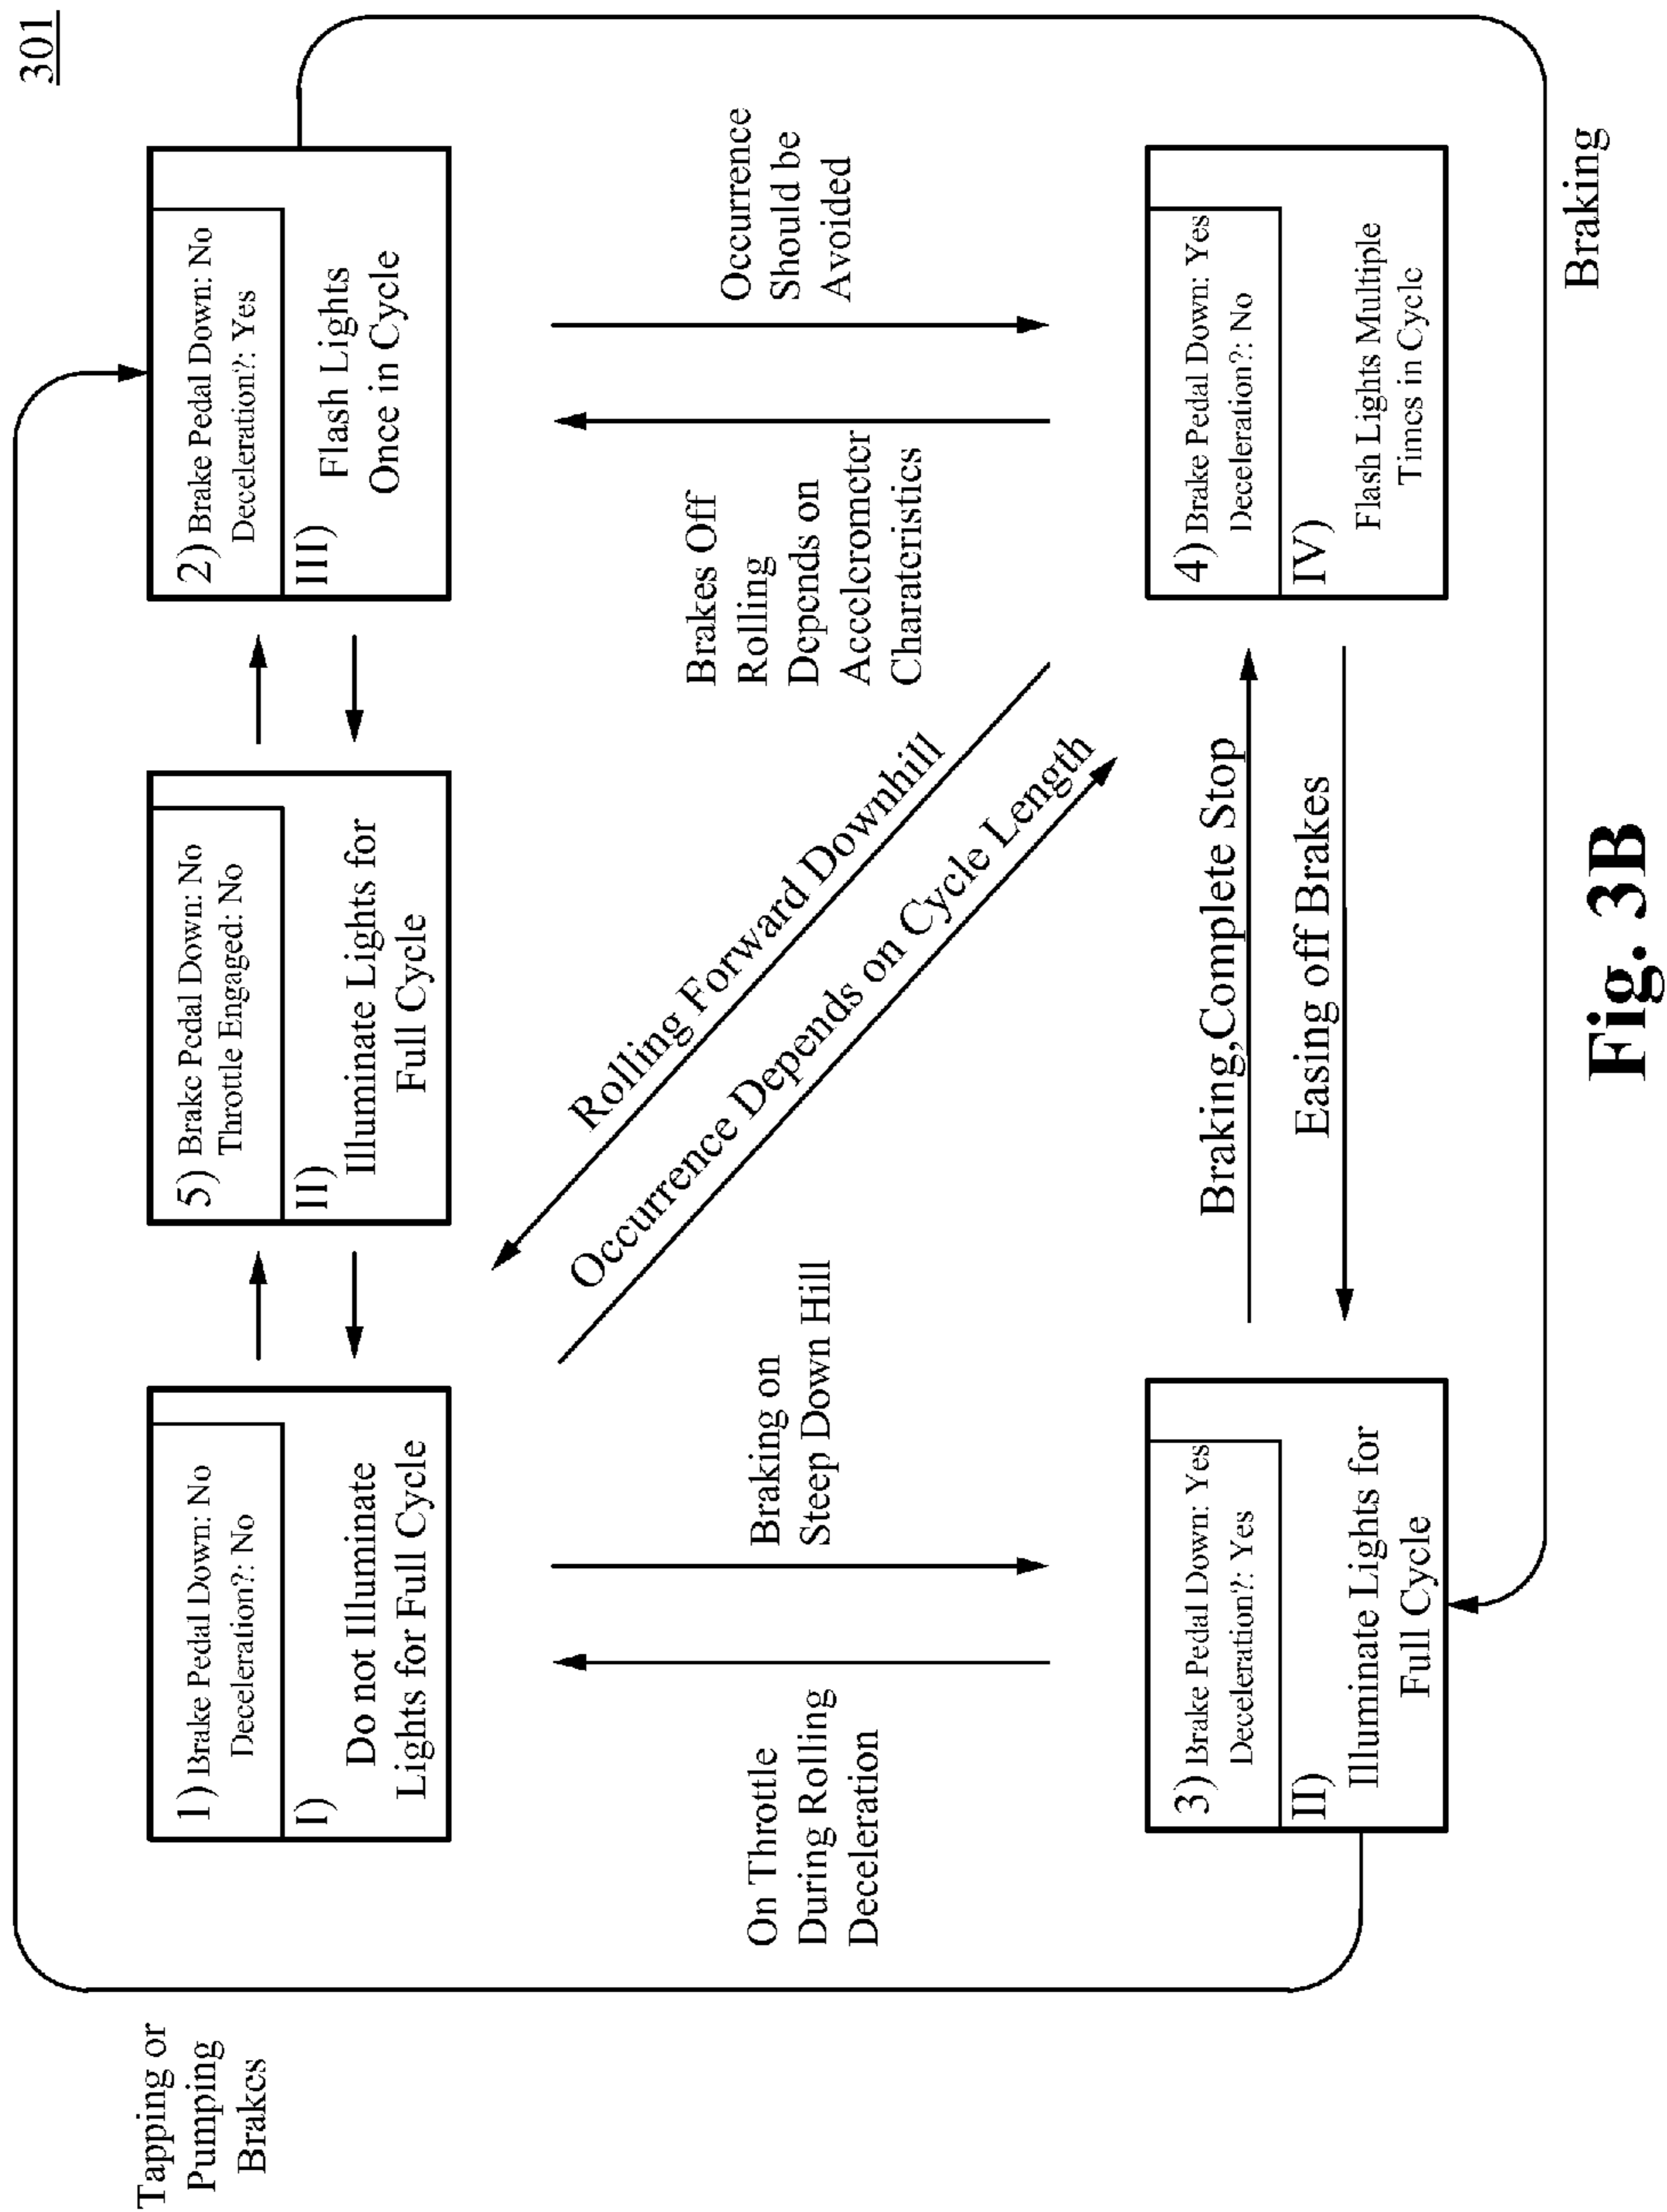 301
Tapping or
Pumping
Brakes
1) Brake Pedal Down: No
Deceleration?: No
I)
Do not Illuminate
Lights for Full Cycle
5) Brake Pedal Down: No
Throttle Engaged: No
II)
Illuminate Lights for
Full Cycle
2) Brake Pedal Down: No
Deceleration?: Yes
III)
Flash Lights
Once in Cycle
On Throttle
During Rolling
Deceleration
Braking on
Steep Down Hill
Rolling Forward Downhill
Occurrence Depends on Cycle Length
Brakes Off
Rolling
Depends on
Accelerometer
Charateristics
Occurrence
Should be
Avoided
3) Brake Pedal Down: Yes
Deceleration?: Yes
II)
Illuminate Lights for
Full Cycle
Braking,Complete Stop
Easing off Brakes
4) Brake Pedal Down: Yes
Deceleration?: No
IV)
Flash Lights Multiple
Times in Cycle
Braking
Fig. 3B